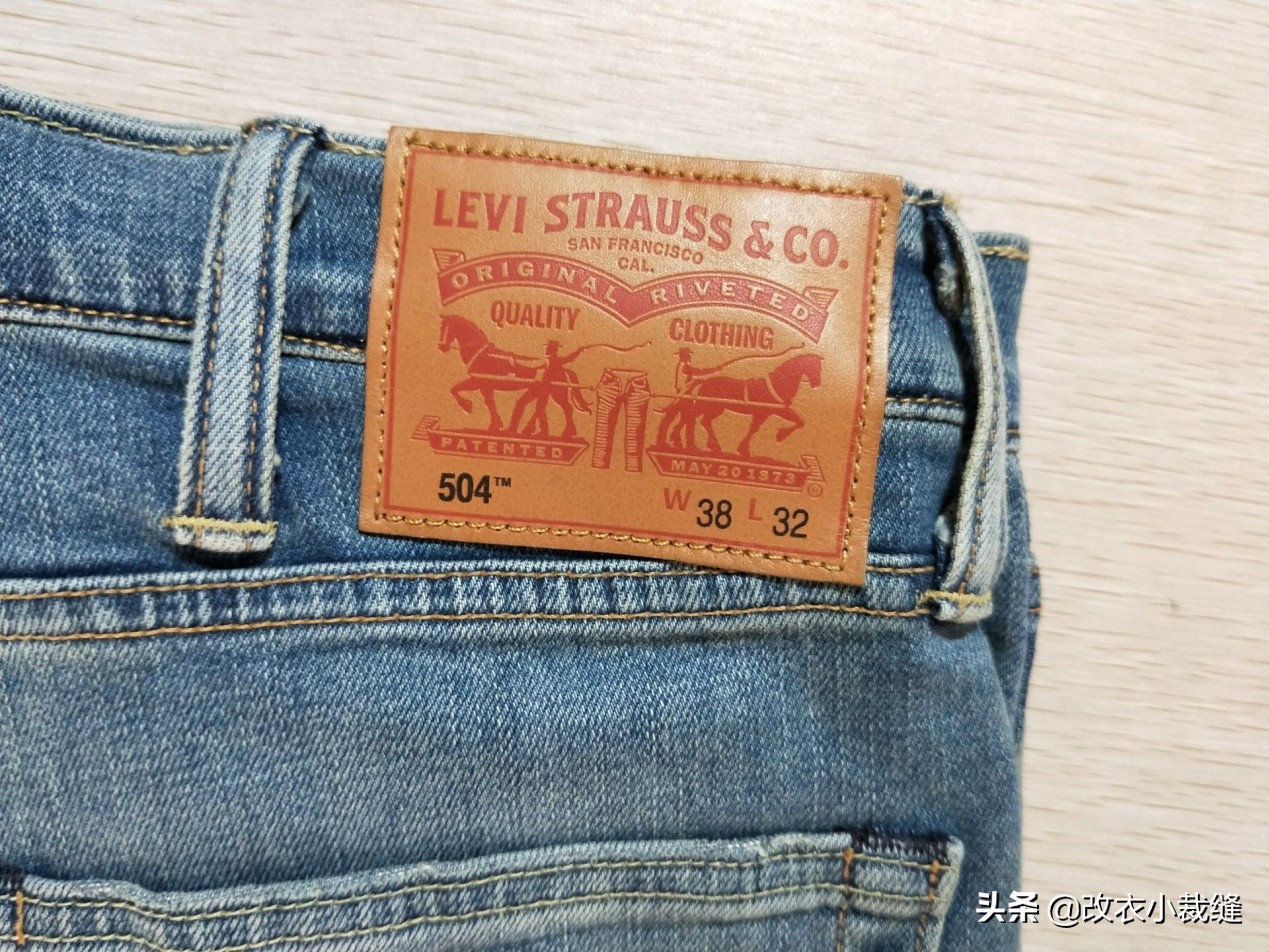 LEVI STRAUSS & CO.
SAN FRANCISCO
CAL.
ORIGINAL RIVETED
QUALITY CLOTHING
PATENTED MAY 20 1973 ®
504™ W 38 L 32
头条 @改衣小裁缝